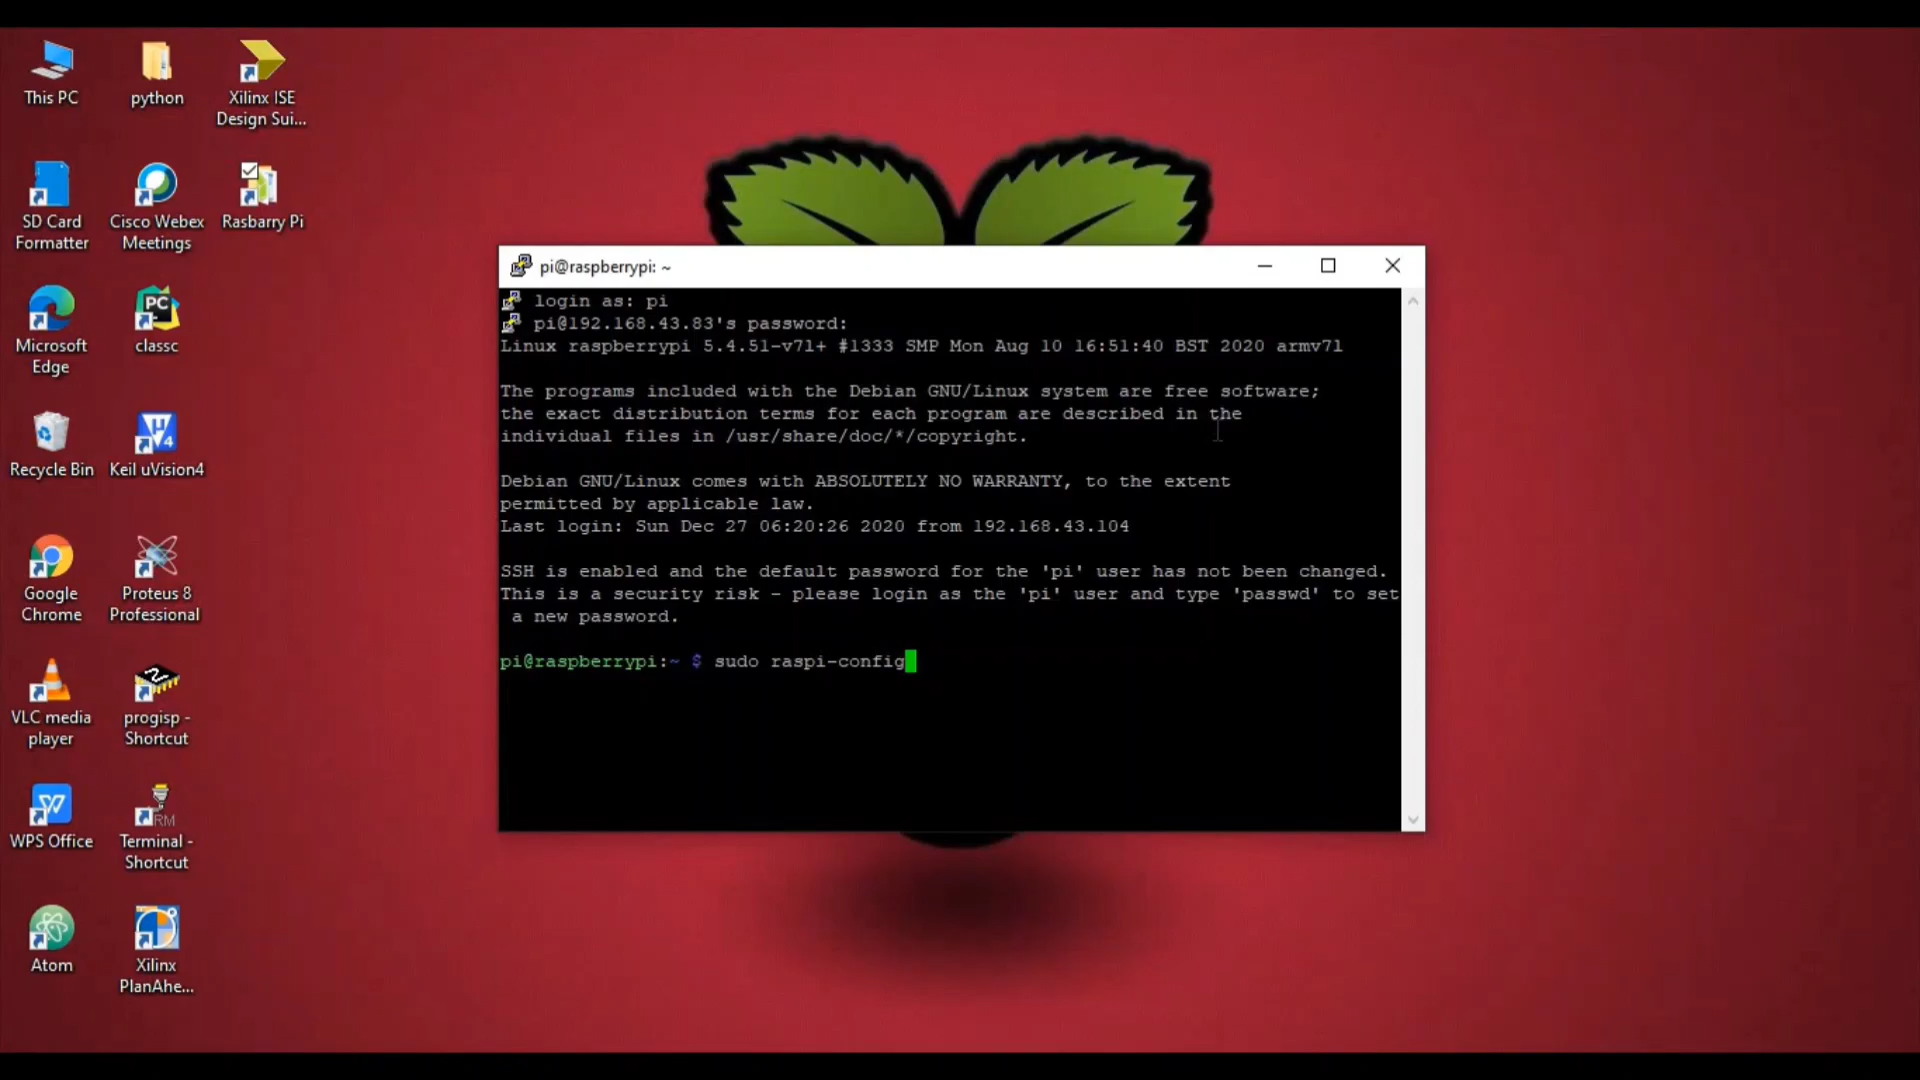 This PC
python
Xilinx ISE
Design Sui...
SD Card
Formatter
Cisco Webex
Meetings
Rasbarry Pi
Microsoft
Edge
classc
Recycle Bin
Keil uVision4
Google
Chrome
Proteus 8
Professional
VLC media
player
progisp -
Shortcut
WPS Office
Terminal -
Shortcut
Atom
Xilinx
PlanAhe...
pi@raspberrypi: ~
login as: pi
pi@192.168.43.83's password:
Linux raspberrypi 5.4.51-v7l+ #1333 SMP Mon Aug 10 16:51:40 BST 2020 armv7l
The programs included with the Debian GNU/Linux system are free software;
the exact distribution terms for each program are described in the
individual files in /usr/share/doc/*/copyright.
Debian GNU/Linux comes with ABSOLUTELY NO WARRANTY, to the extent
permitted by applicable law.
Last login: Sun Dec 27 06:20:26 2020 from 192.168.43.104
SSH is enabled and the default password for the 'pi' user has not been changed.
This is a security risk - please login as the 'pi' user and type 'passwd' to set
a new password.
pi@raspberrypi:~ $ sudo raspi-config